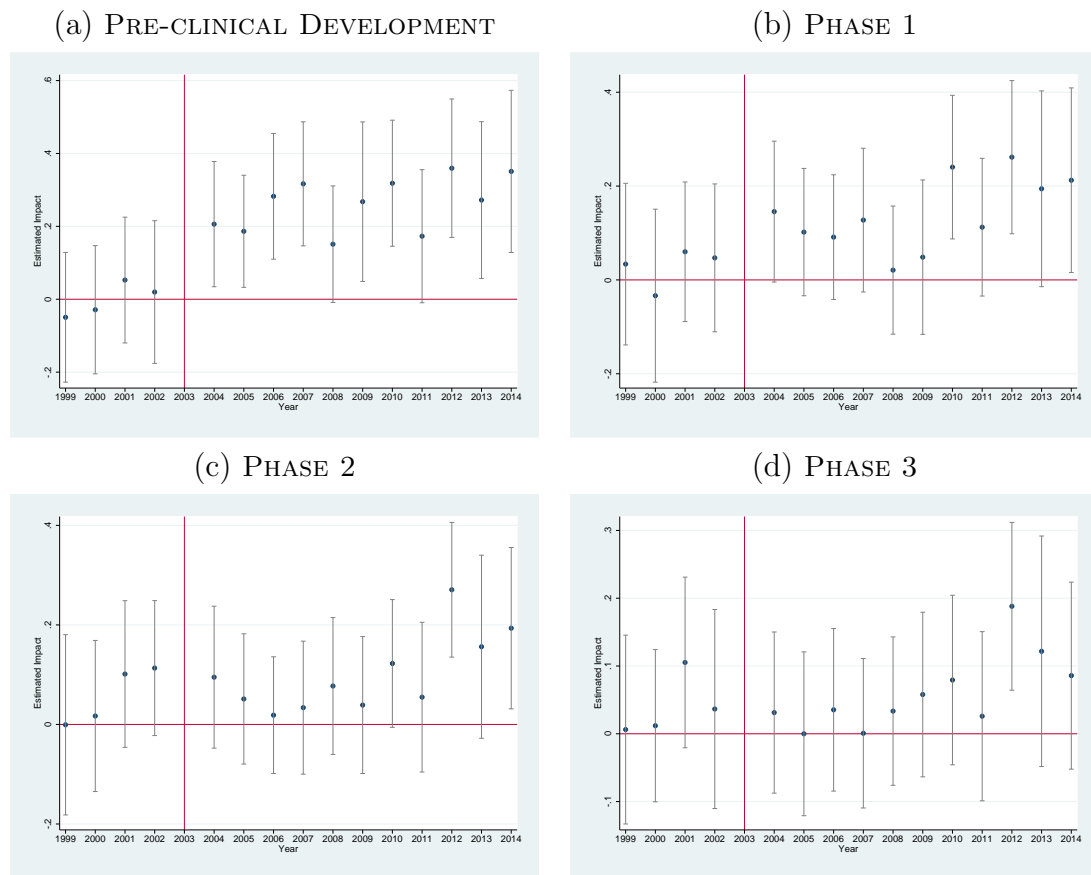 (a) PRE-CLINICAL DEVELOPMENT
(b) PHASE 1
Estimated Impact
-.2
0
.2
.4
.6
1999 2000 2001 2002 2003 2004 2005 2006 2007 2008 2009 2010 2011 2012 2013 2014
Year
Estimated Impact
-.2
0
.2
.4
1999 2000 2001 2002 2003 2004 2005 2006 2007 2008 2009 2010 2011 2012 2013 2014
Year
(c) PHASE 2
(d) PHASE 3
Estimated Impact
-.2
0
.2
.4
1999 2000 2001 2002 2003 2004 2005 2006 2007 2008 2009 2010 2011 2012 2013 2014
Year
Estimated Impact
-.1
0
.1
.2
.3
1999 2000 2001 2002 2003 2004 2005 2006 2007 2008 2009 2010 2011 2012 2013 2014
Year